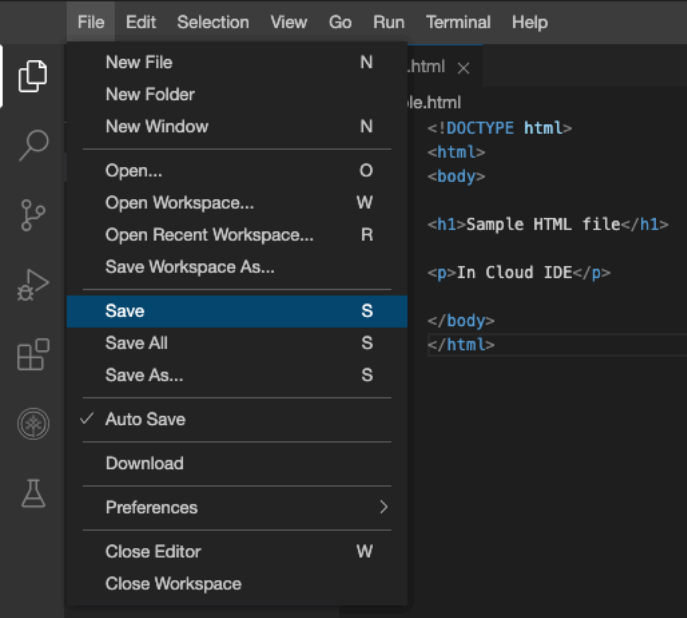 File Edit Selection View Go Run Terminal Help
New File N
New Folder
New Window N
Open... O
Open Workspace... W
Open Recent Workspace... R
Save Workspace As...
Save S
Save All S
Save As... S
Auto Save
Download
Preferences
Close Editor W
Close Workspace
.html
le.html
<!DOCTYPE html>
<html>
<body>
<h1>Sample HTML file</h1>
<p>In Cloud IDE</p>
</body>
</html>